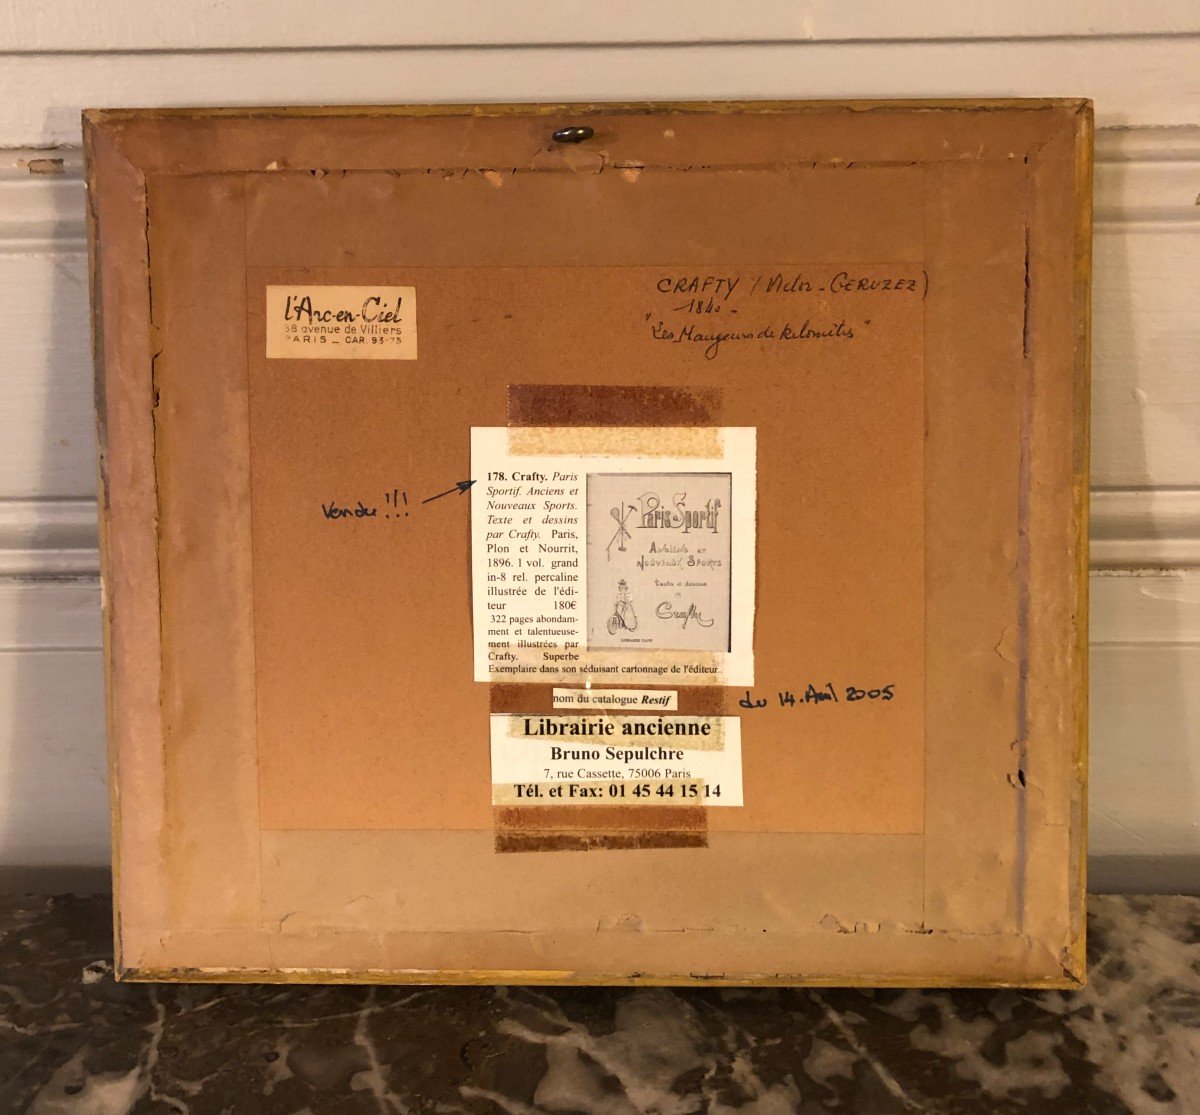 l'Arc-en-Ciel
58 avenue de Villiers
PARIS _ CAR. 93-73
CRAFTY / Victor - GERUZEZ)
1840 -
"Les Mangeurs de kilomètres"
Vendu!!!
178. Crafty. Paris
Sportif. Anciens et
Nouveaux Sports.
Texte et dessins
par Crafty. Paris,
Plon et Nourrit,
1896. 1 vol. grand
in-8 rel. percaline
illustrée de l'édi-
teur 180€
322 pages abondam-
ment et talentueuse-
ment illustrées par
Crafty. Superbe
Exemplaire dans son séduisant cartonnage de l'éditeur..
Paris Sportif
Anciens et
Nouveaux Sports
texte et dessins
DE
Crafty
LIBRAIRIE PLON
nom du catalogue Restif
du 14. Avril 2005
Librairie ancienne
Bruno Sepulchre
7, rue Cassette, 75006 Paris
Tél. et Fax: 01 45 44 15 14